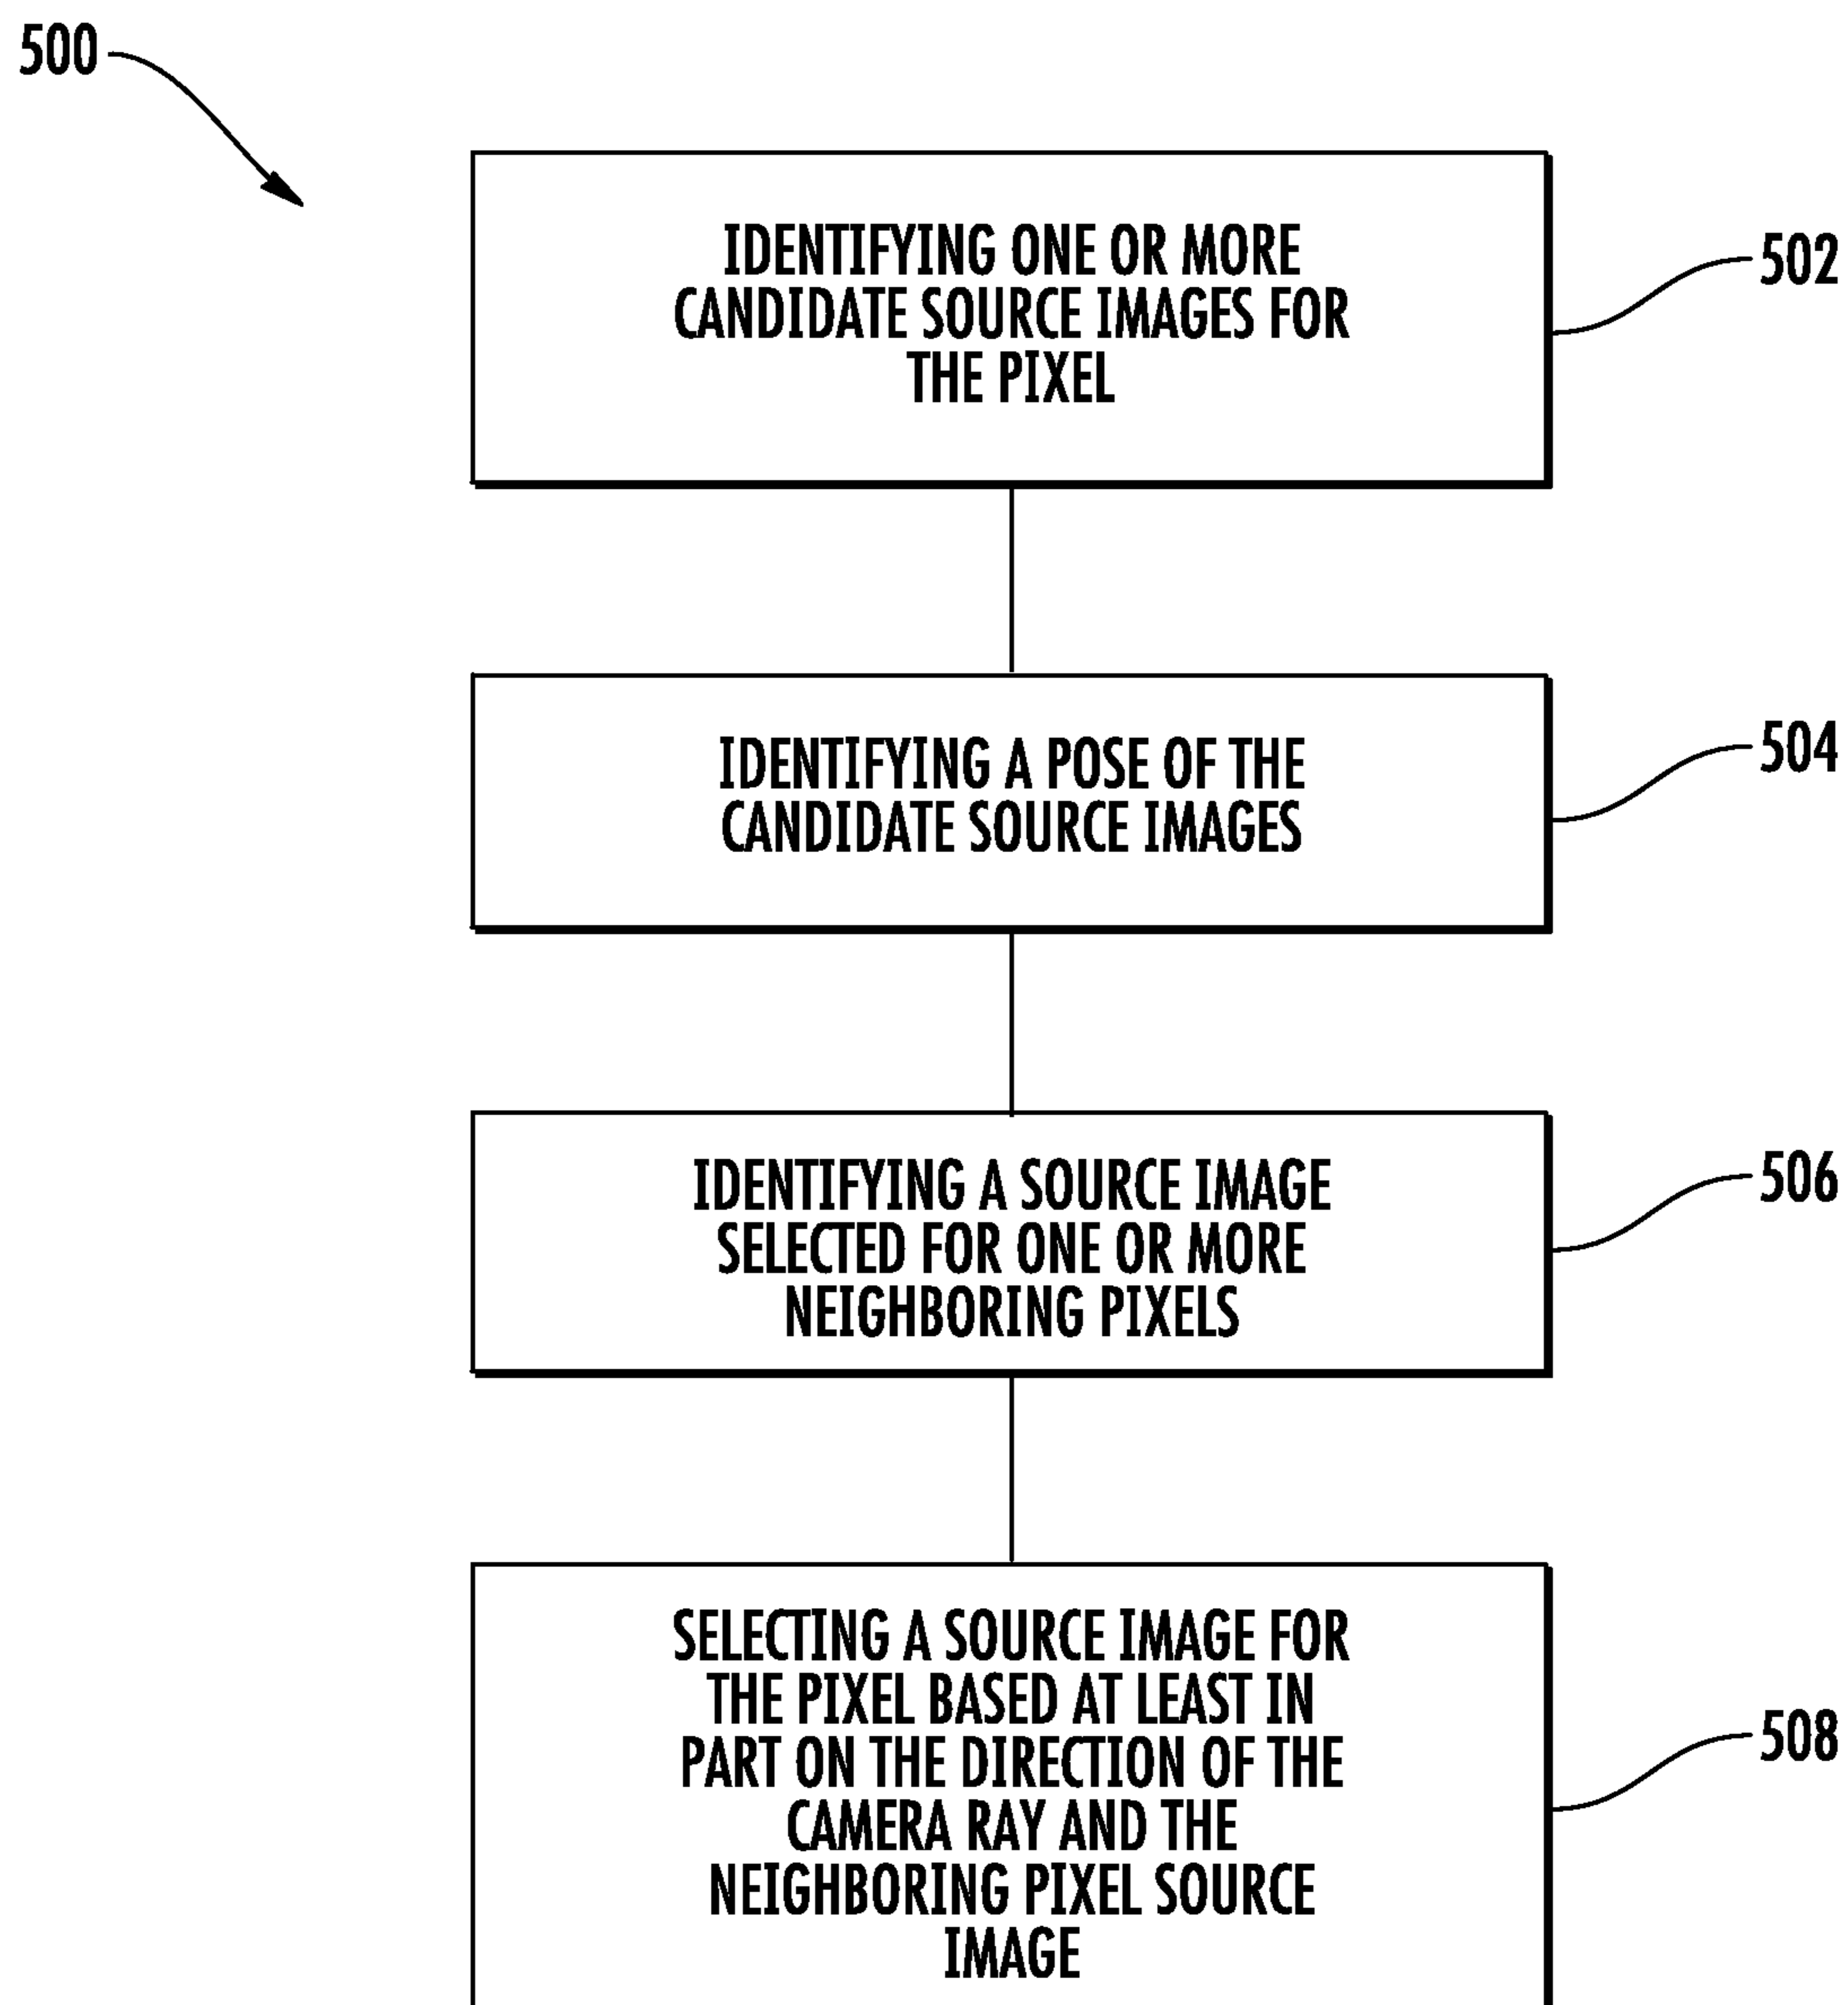 500
IDENTIFYING ONE OR MORE
CANDIDATE SOURCE IMAGES FOR
THE PIXEL
502
IDENTIFYING A POSE OF THE
CANDIDATE SOURCE IMAGES
504
IDENTIFYING A SOURCE IMAGE
SELECTED FOR ONE OR MORE
NEIGHBORING PIXELS
506
SELECTING A SOURCE IMAGE FOR
THE PIXEL BASED AT LEAST IN
PART ON THE DIRECTION OF THE
CAMERA RAY AND THE
NEIGHBORING PIXEL SOURCE
IMAGE
508